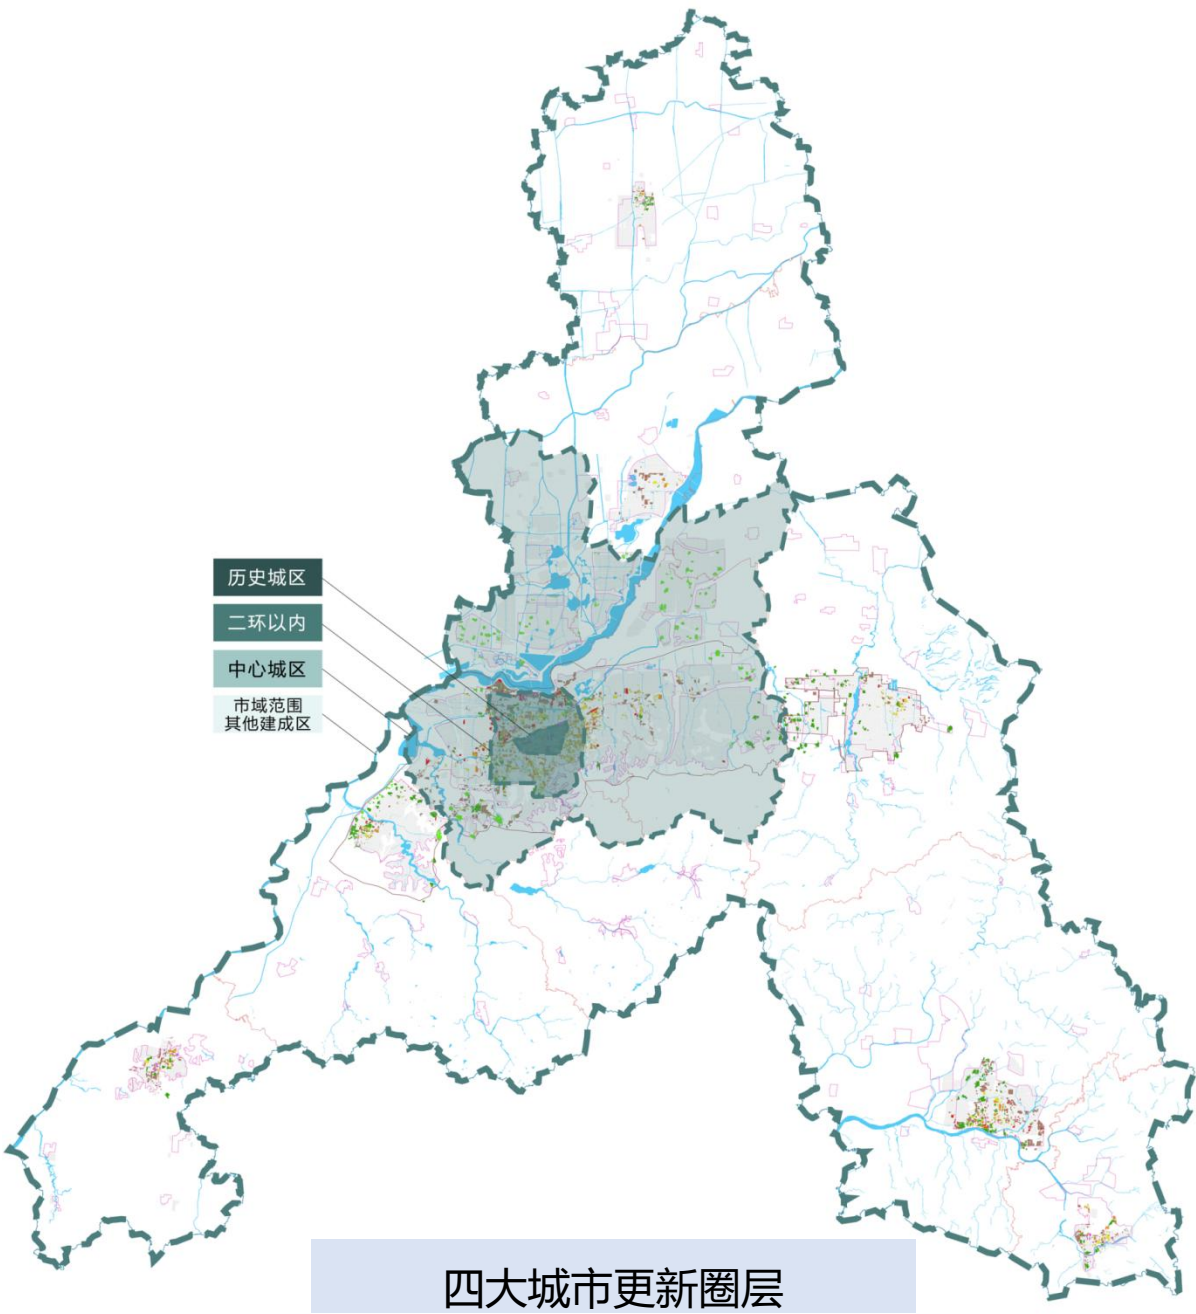 历史城区
二环以内
中心城区
市域范围
其他建成区
四大城市更新圈层